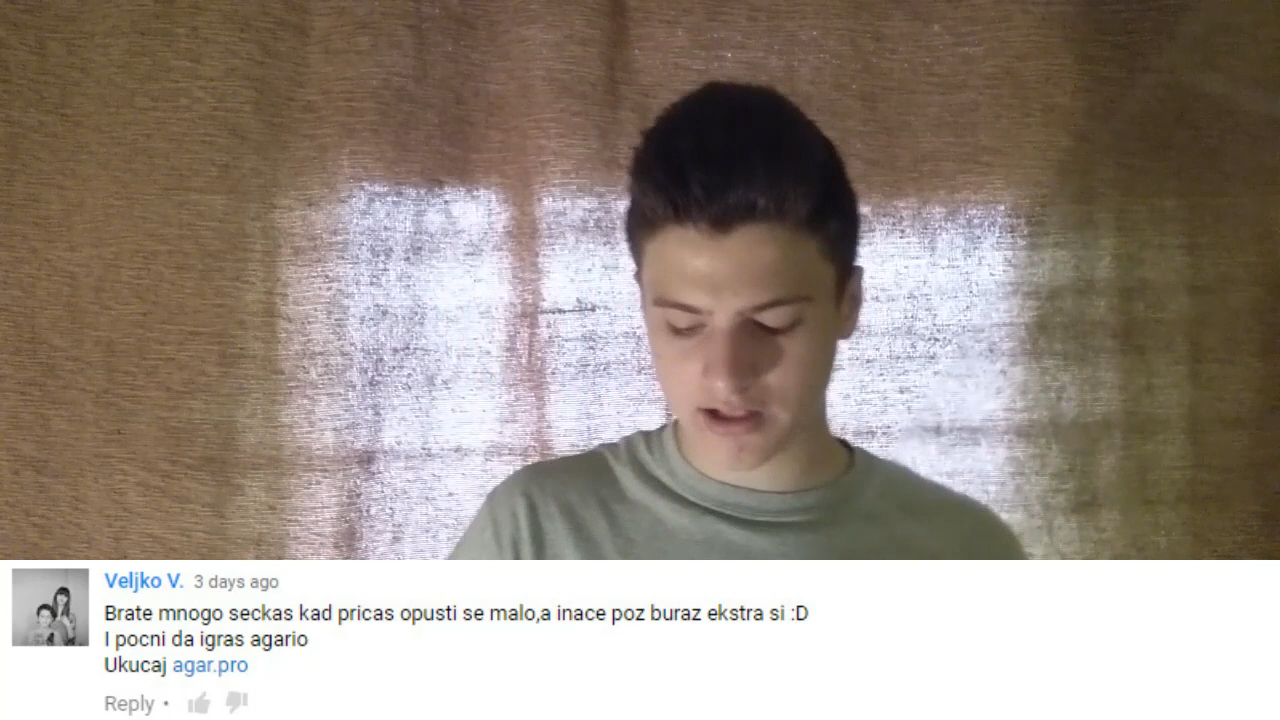 Veljko V. 3 days ago
Brate mnogo seckas kad pricas opusti se malo,a inace poz buraz ekstra si :D
I pocni da igras agario
Ukucaj agar.pro
Reply •